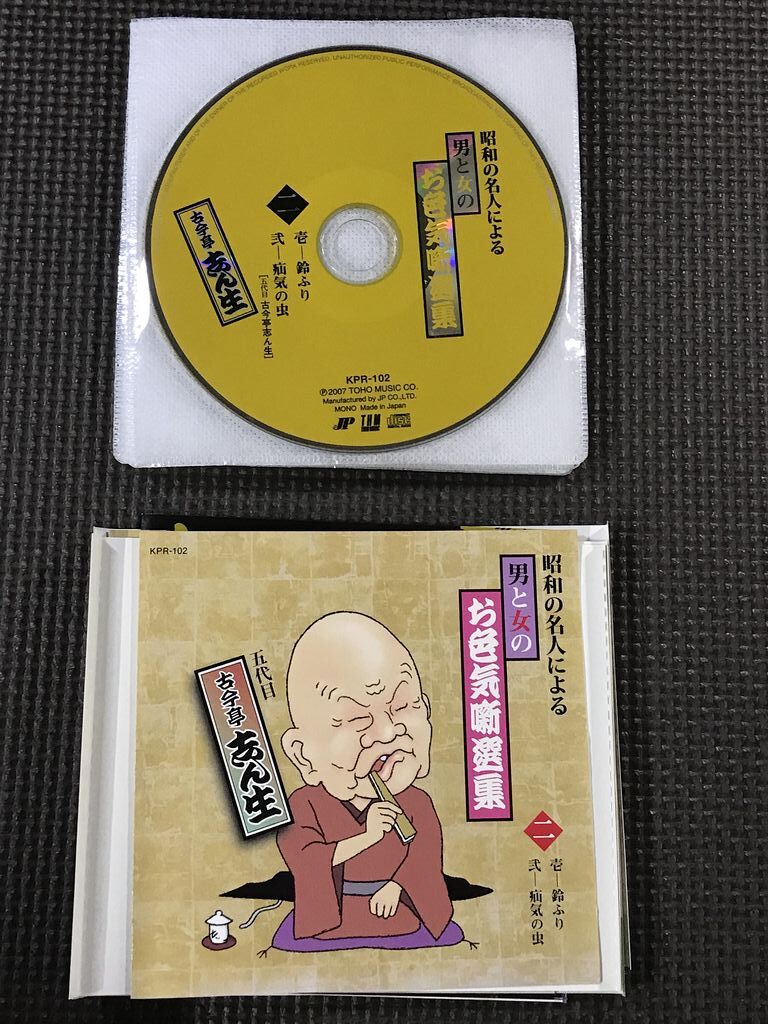 昭和の名人による
男と女の
お色気噺選集
二
壱―鈴ふり
弐―疝気の虫
[五代目 古今亭志ん生]
古今亭 志ん生
KPR-102
Ⓟ2007 TOHO MUSIC CO.
Manufactured by JP CO.,LTD.
MONO Made in Japan
JP
KPR-102
昭和の名人による
男と女の
お色気噺選集
二
壱―鈴ふり
弐―疝気の虫
五代目
古今亭 志ん生